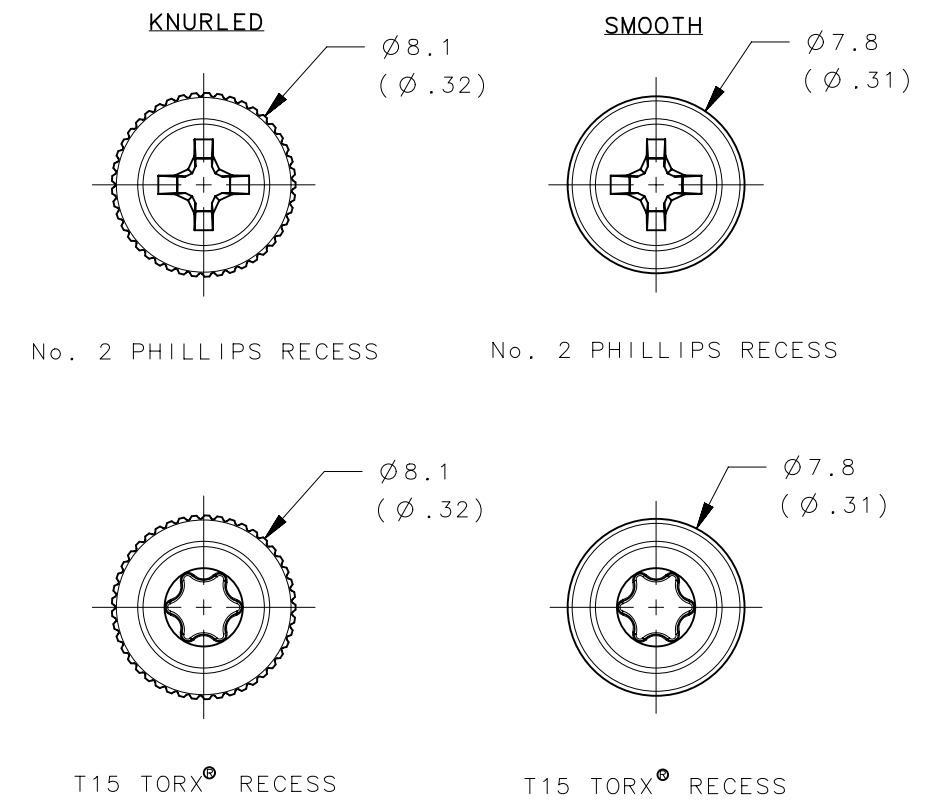 KNURLED
Ø8.1
(Ø.32)
SMOOTH
Ø7.8
(Ø.31)
No. 2 PHILLIPS RECESS
No. 2 PHILLIPS RECESS
Ø8.1
(Ø.32)
Ø7.8
(Ø.31)
T15 TORX® RECESS
T15 TORX® RECESS